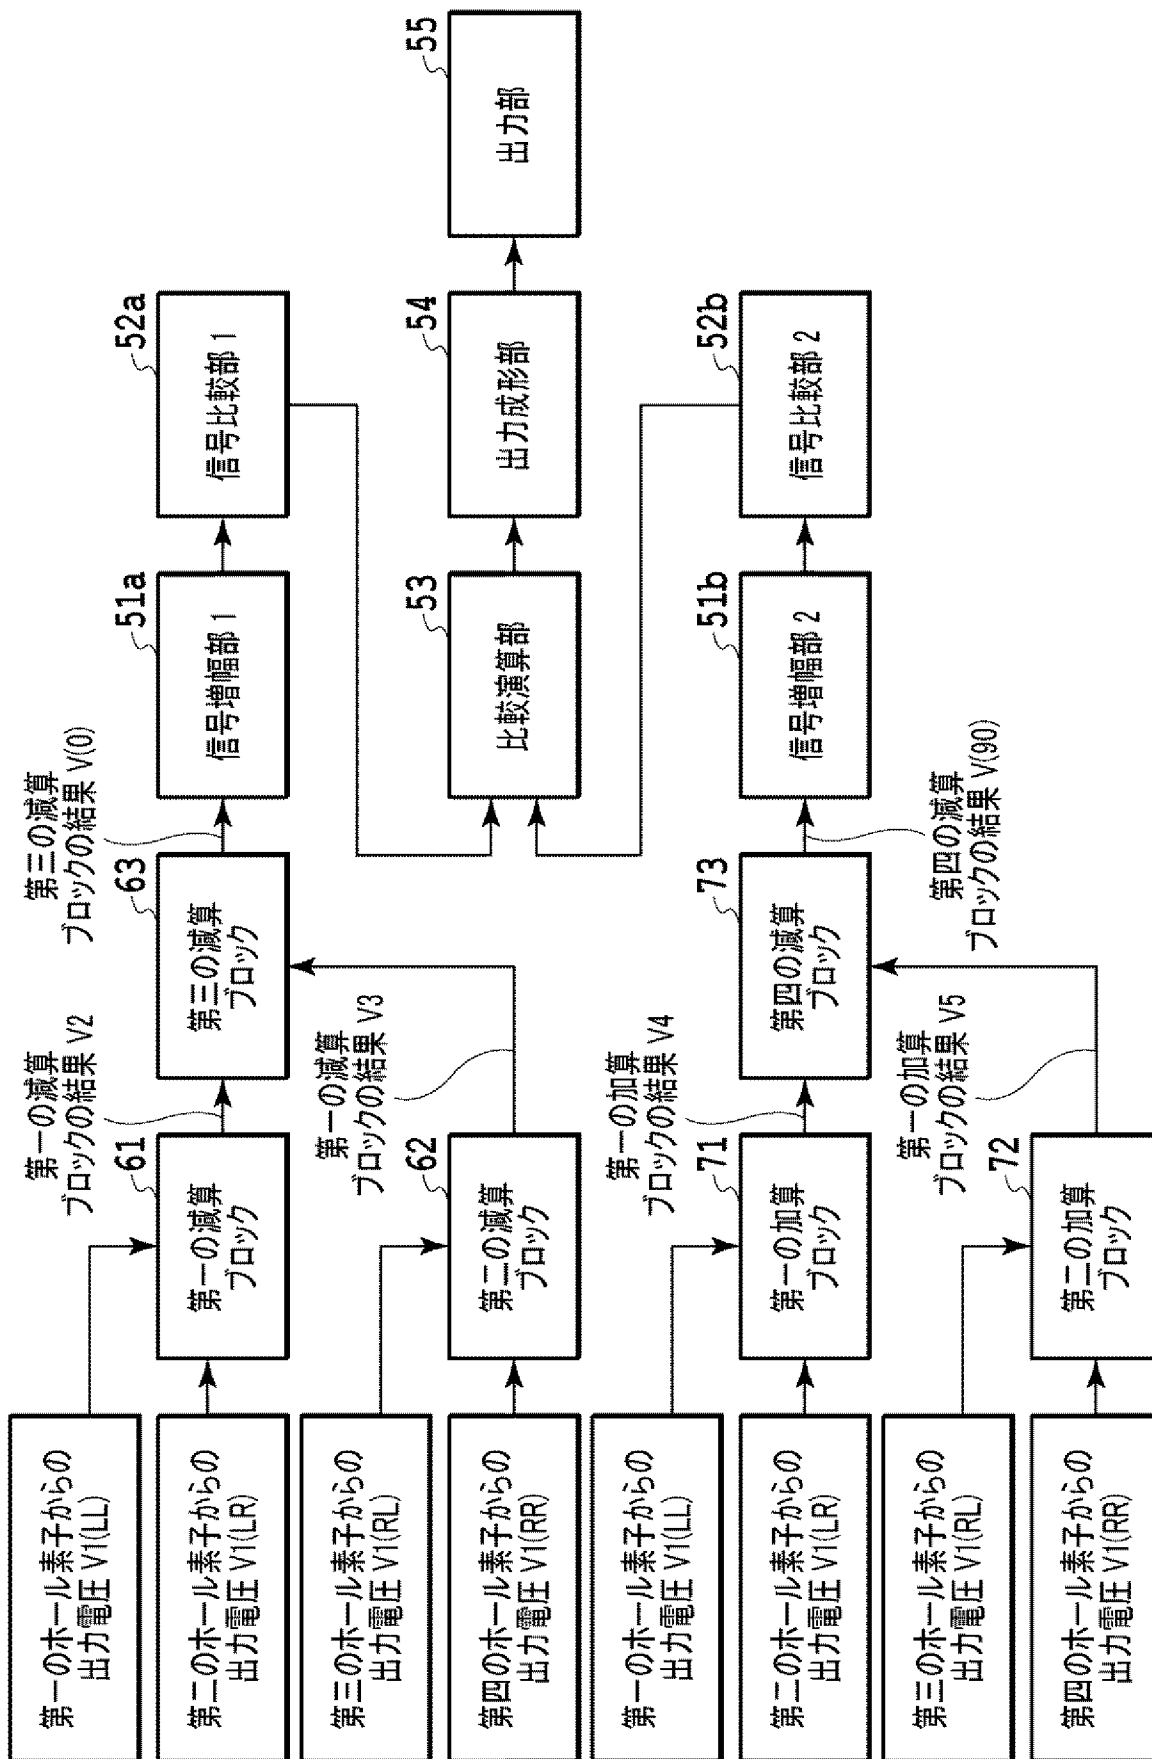 第一のホール素子からの
出力電圧 V1(LL)
第二のホール素子からの
出力電圧 V1(LR)
第三のホール素子からの
出力電圧 V1(RL)
第四のホール素子からの
出力電圧 V1(RR)
第一のホール素子からの
出力電圧 V1(LL)
第二のホール素子からの
出力電圧 V1(LR)
第三のホール素子からの
出力電圧 V1(RL)
第四のホール素子からの
出力電圧 V1(RR)
61
第一の減算
ブロック
62
第二の減算
ブロック
71
第一の加算
ブロック
72
第二の加算
ブロック
第一の減算
ブロックの結果 V2
第一の減算
ブロックの結果 V3
第一の加算
ブロックの結果 V4
第一の加算
ブロックの結果 V5
63
第三の減算
ブロック
73
第四の減算
ブロック
第三の減算
ブロックの結果 V(0)
第四の減算
ブロックの結果 V(90)
51a
信号増幅部 1
53
比較演算部
51b
信号増幅部 2
52a
信号比較部 1
54
出力成形部
52b
信号比較部 2
55
出力部